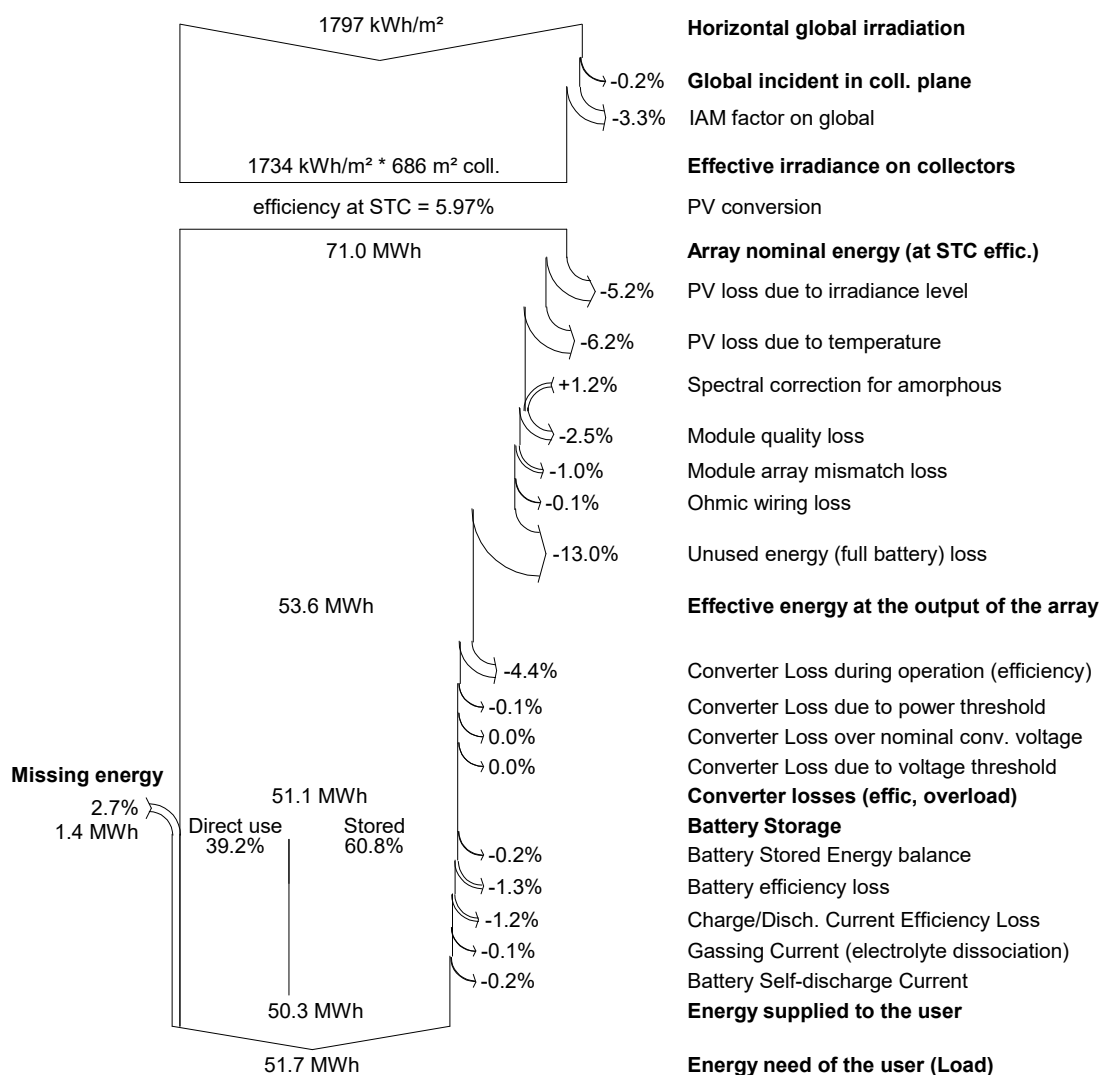 1797 kWh/m² Horizontal global irradiation
-0.2% Global incident in coll. plane
-3.3% IAM factor on global
1734 kWh/m² * 686 m² coll. Effective irradiance on collectors
efficiency at STC = 5.97% PV conversion
71.0 MWh Array nominal energy (at STC effic.)
-5.2% PV loss due to irradiance level
-6.2% PV loss due to temperature
+1.2% Spectral correction for amorphous
-2.5% Module quality loss
-1.0% Module array mismatch loss
-0.1% Ohmic wiring loss
-13.0% Unused energy (full battery) loss
53.6 MWh Effective energy at the output of the array
-4.4% Converter Loss during operation (efficiency)
-0.1% Converter Loss due to power threshold
0.0% Converter Loss over nominal conv. voltage
0.0% Converter Loss due to voltage threshold
Missing energy
51.1 MWh Converter losses (effic, overload)
2.7%
1.4 MWh Direct use Stored Battery Storage
39.2% 60.8% -0.2% Battery Stored Energy balance
-1.3% Battery efficiency loss
-1.2% Charge/Disch. Current Efficiency Loss
-0.1% Gassing Current (electrolyte dissociation)
-0.2% Battery Self-discharge Current
50.3 MWh Energy supplied to the user
51.7 MWh Energy need of the user (Load)